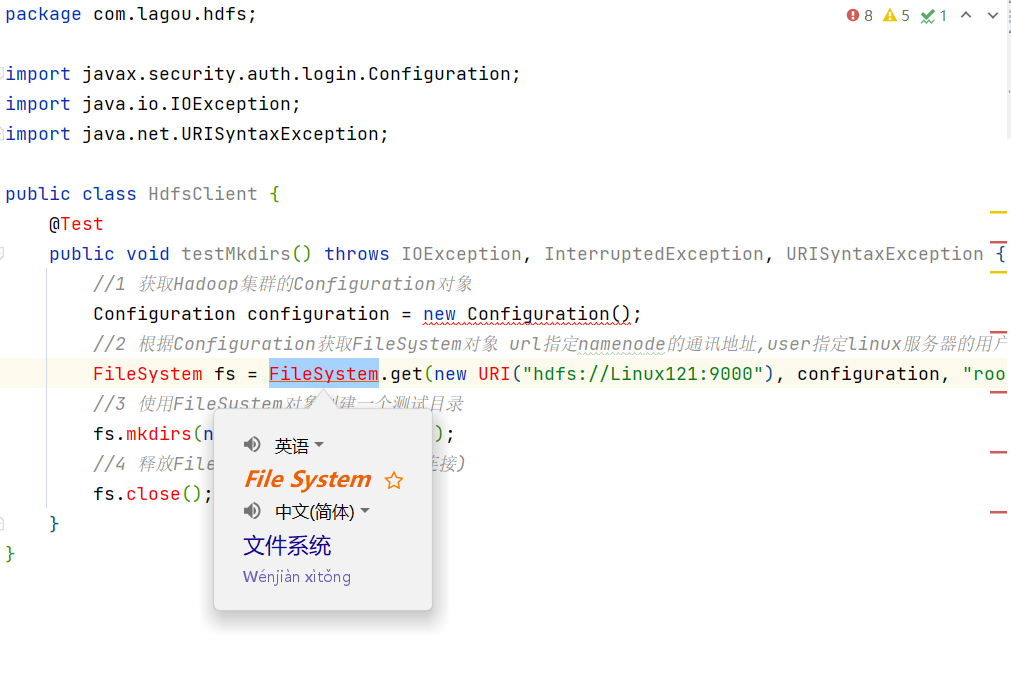 package com.lagou.hdfs;
8 5 1
import javax.security.auth.login.Configuration;
import java.io.IOException;
import java.net.URISyntaxException;
public class HdfsClient {
@Test
public void testMkdirs() throws IOException, InterruptedException, URISyntaxException {
//1 获取Hadoop集群的Configuration对象
Configuration configuration = new Configuration();
//2 根据Configuration获取FileSystem对象 url指定namenode的通讯地址,user指定linux服务器的用户
FileSystem fs = FileSystem.get(new URI("hdfs://Linux121:9000"), configuration, "roo
//3 使用FileSystem对象创建一个测试目录
fs.mkdirs(n );
//4 释放File 连接)
fs.close();
}
}
英语
File System
中文(简体)
文件系统
Wénjiàn xìtǒng